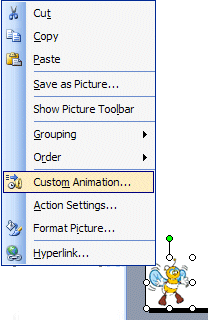 Cut
Copy
Paste
Save as Picture...
Show Picture Toolbar
Grouping
Order
Custom Animation...
Action Settings...
Format Picture...
Hyperlink...